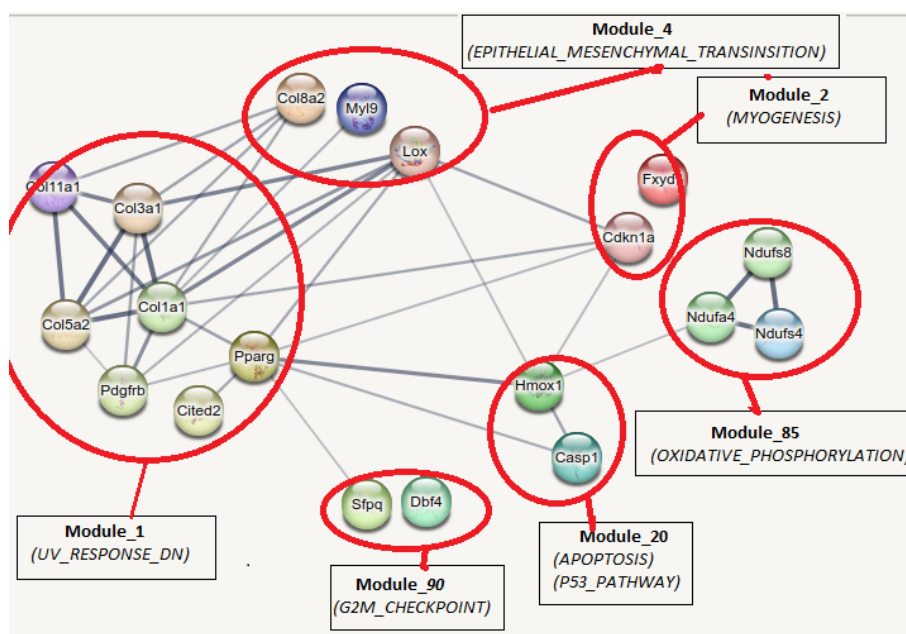 Module_4
(EPITHELIAL_MESENCHYMAL_TRANSINSITION)
Module_2
(MYOGENESIS)
Col8a2
Myl9
Lox
Fxyd
Col11a1
Col3a1
Cdkn1a
Ndufs8
Col1a1
Ndufa4
Ndufs4
Col5a2
Pparg
Pdgfrb
Cited2
Hmox1
Casp1
Module_85
(OXIDATIVE_PHOSPHORYLATION)
Sfpq
Dbf4
Module_1
(UV_RESPONSE_DN)
Module_20
(APOPTOSIS)
(P53_PATHWAY)
Module_90
(G2M_CHECKPOINT)